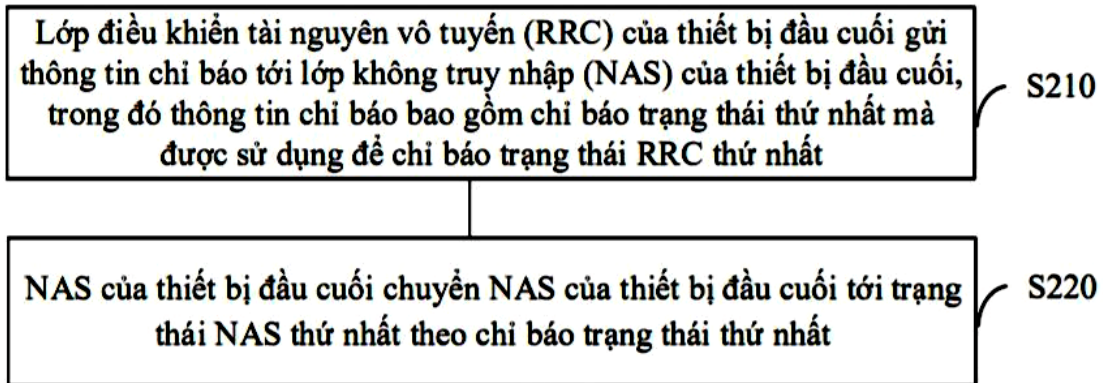 Lớp điều khiển tài nguyên vô tuyến (RRC) của thiết bị đầu cuối gửi
thông tin chỉ báo tới lớp không truy nhập (NAS) của thiết bị đầu cuối,
trong đó thông tin chỉ báo bao gồm chỉ báo trạng thái thứ nhất mà
được sử dụng để chỉ báo trạng thái RRC thứ nhất
S210
NAS của thiết bị đầu cuối chuyển NAS của thiết bị đầu cuối tới trạng
thái NAS thứ nhất theo chỉ báo trạng thái thứ nhất
S220